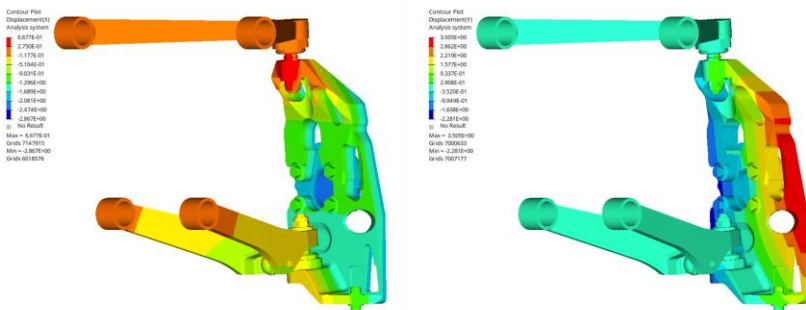 Contour Plot
Displacement(X)
Analysis system
6.677E-01
2.750E-01
-1.177E-01
-5.104E-01
-9.031E-01
-1.296E+00
-1.689E+00
-2.081E+00
-2.474E+00
-2.867E+00
No Result
Max = 6.677E-01
Grids 7147915
Min = -2.867E+00
Grids 6018576
Contour Plot
Displacement(Y)
Analysis system
3.505E+00
2.862E+00
2.219E+00
1.577E+00
9.337E-01
2.908E-01
-3.520E-01
-9.949E-01
-1.638E+00
-2.281E+00
No Result
Max = 3.505E+00
Grids 7000633
Min = -2.281E+00
Grids 7007177